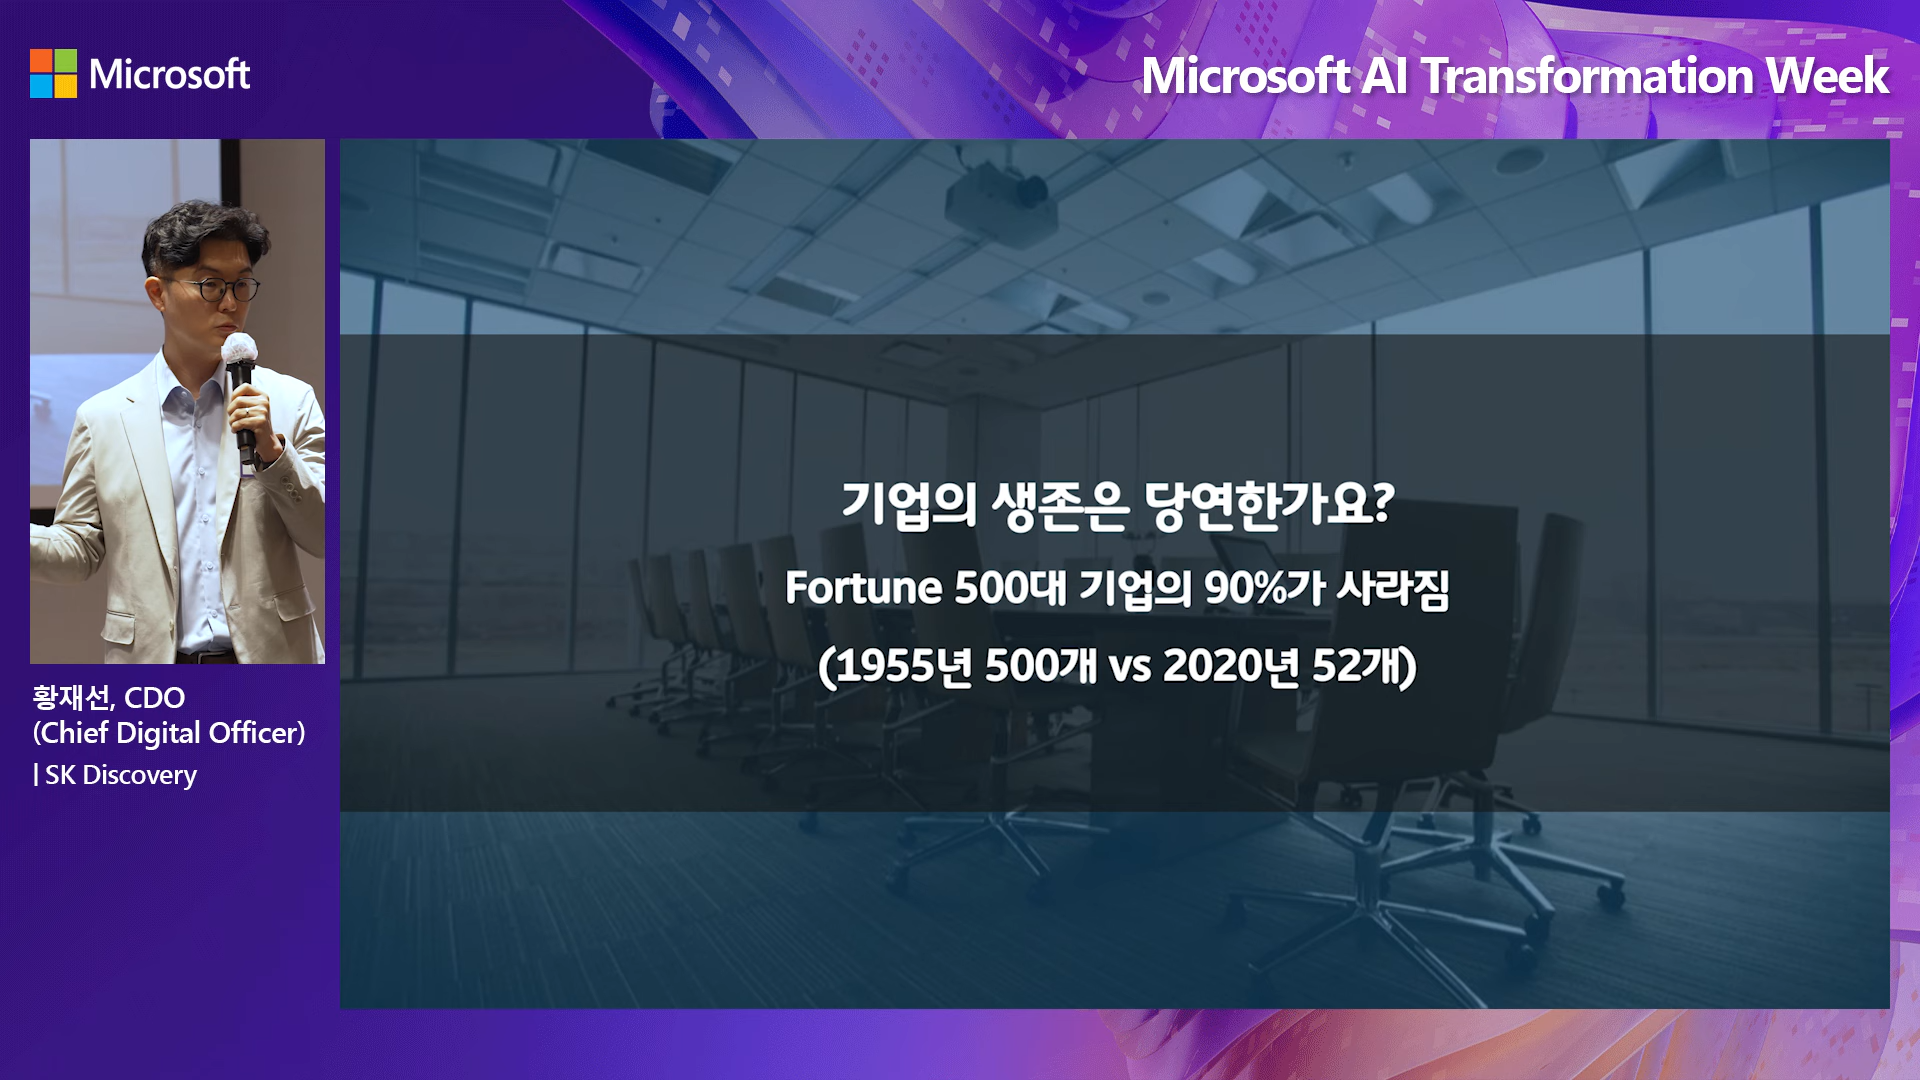 Microsoft
Microsoft AI Transformation Week
기업의 생존은 당연한가요?
Fortune 500대 기업의 90%가 사라짐
(1955년 500개 vs 2020년 52개)
황재선, CDO
(Chief Digital Officer)
| SK Discovery